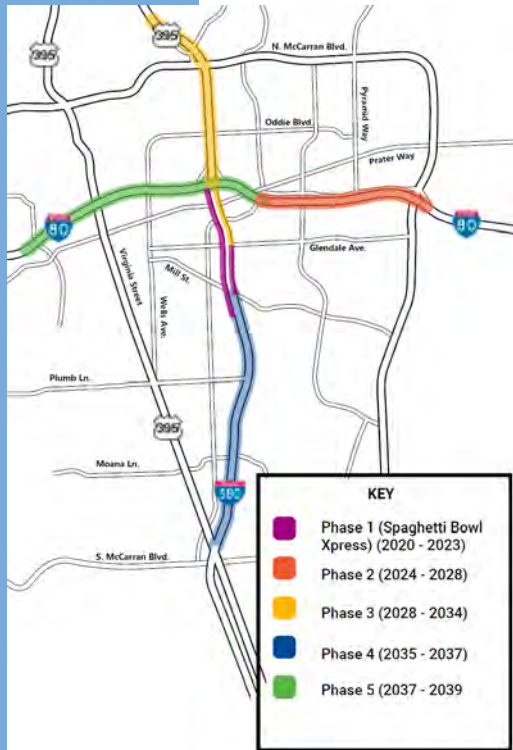 395
395
N. McCarran Blvd.
Pyramid Way
Oddie Blvd.
Prater Way
80
80
Glendale Ave.
Mill St.
Virginia Street
Wells Ave.
Plumb Ln.
395
Moana Ln.
580
S. McCarran Blvd.
KEY
Phase 1 (Spaghetti Bowl
Xpress) (2020 - 2023)
Phase 2 (2024 - 2028)
Phase 3 (2028 - 2034)
Phase 4 (2035 - 2037)
Phase 5 (2037 - 2039